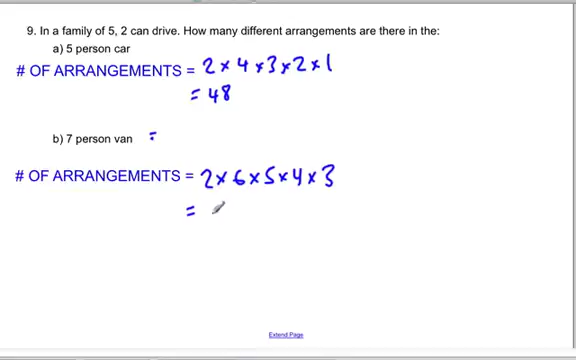 9. In a family of 5, 2 can drive. How many different arrangements are there in the:
a) 5 person car
# OF ARRANGEMENTS = 2 × 4 × 3 × 2 × 1
= 48
b) 7 person van =
# OF ARRANGEMENTS = 2 × 6 × 5 × 4 × 3
=
Extend Page